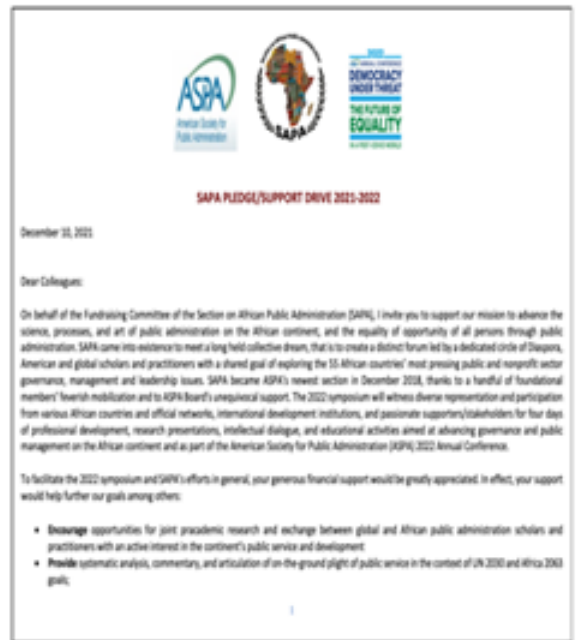 ASPA
American Society for
Public Administration
SAPA
2022
DEMOCRACY
UNDER THREAT
THE FUTURE OF
EQUALITY
IN A POST-COVID WORLD
SAPA PLEDGE/SUPPORT DRIVE 2021-2022
December 10, 2021
Dear Colleagues:
On behalf of the Fundraising Committee of the Section on African Public Administration (SAPA), I invite you to support our mission to advance the
science, processes, and art of public administration on the African continent, and the equality of opportunity of all persons through public
administration. SAPA came into existence to meet a long held collective dream, that is to create a distinct forum led by a dedicated circle of Diaspora,
American and global scholars and practitioners with a shared goal of exploring the 55 African countries' most pressing public and nonprofit sector
governance, management and leadership issues. SAPA became ASPA's newest section in December 2018, thanks to a handful of foundational
members' feverish mobilization and to ASPA Board's unequivocal support. The 2022 symposium will witness diverse representation and participation
from various African countries and official networks, international development institutions, and passionate supporters/stakeholders for four days
of professional development, research presentations, intellectual dialogue, and educational activities aimed at advancing governance and public
management on the African continent and as part of the American Society for Public Administration (ASPA) 2022 Annual Conference.
To facilitate the 2022 symposium and SAPA's efforts in general, your generous financial support would be greatly appreciated. In effect, your support
would help further our goals among others:
• Encourage opportunities for joint pracademic research and exchange between global and African public administration scholars and
practitioners with an active interest in the continent's public service and development
• Provide systematic analysis, commentary, and articulation of on-the-ground plight of public service in the context of UN 2030 and Africa 2063
goals;
1